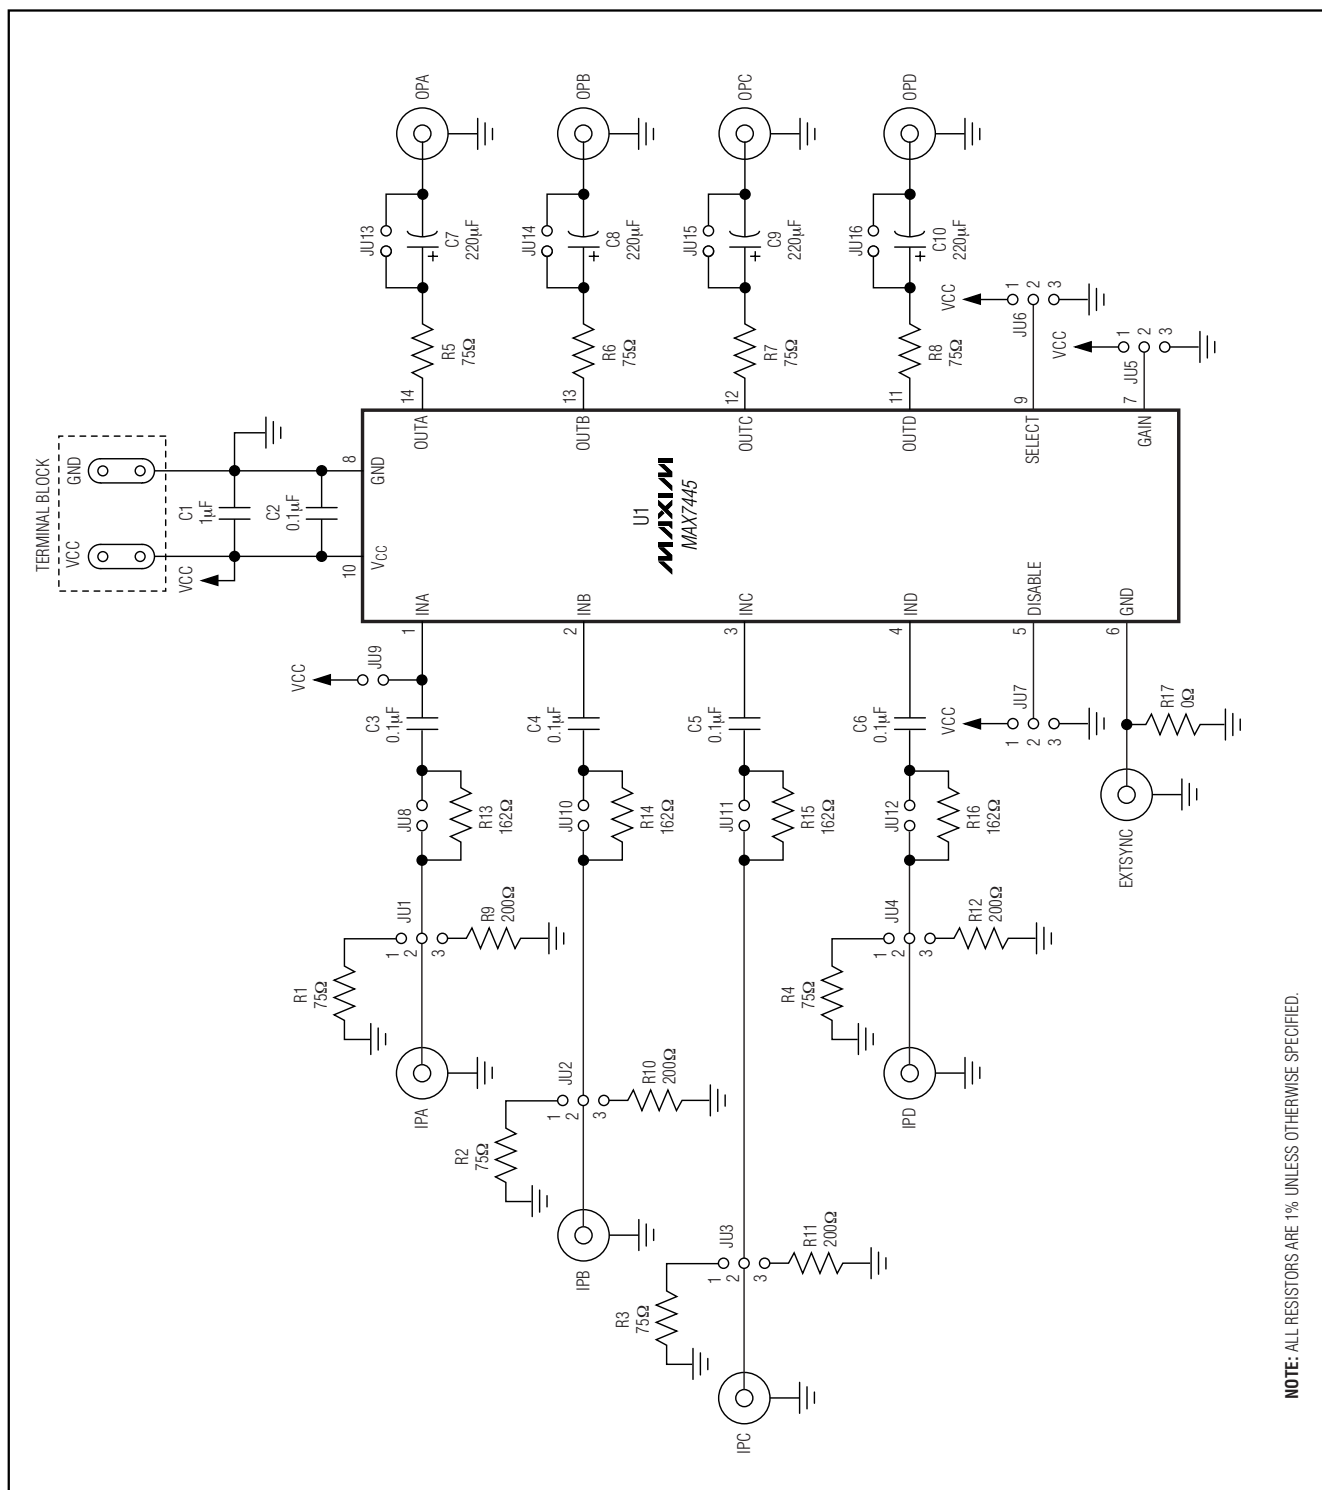 TERMINAL BLOCK
VCC
GND
VCC
C1
1µF
C2
0.1µF
10
8
VCC
GND
U1
MAXIM
MAX7445
INA
INB
INC
IND
DISABLE
GND
OUTA
OUTB
OUTC
OUTD
SELECT
GAIN
1
2
3
4
5
6
14
13
12
11
9
7
R5
75Ω
JU13
C7
220µF
OPA
R6
75Ω
JU14
C8
220µF
OPB
R7
75Ω
JU15
C9
220µF
OPC
R8
75Ω
JU16
C10
220µF
OPD
VCC
JU6
1
2
3
VCC
JU5
1
2
3
VCC
JU9
C3
0.1µF
JU8
R13
162Ω
JU1
1
2
3
R1
75Ω
R9
200Ω
IPA
C4
0.1µF
JU10
R14
162Ω
JU2
1
2
3
R2
75Ω
R10
200Ω
IPB
C5
0.1µF
JU11
R15
162Ω
JU3
1
2
3
R3
75Ω
R11
200Ω
IPC
C6
0.1µF
JU12
R16
162Ω
JU4
1
2
3
R4
75Ω
R12
200Ω
IPD
VCC
JU7
1
2
3
R17
0Ω
EXTSYNC
NOTE: ALL RESISTORS ARE 1% UNLESS OTHERWISE SPECIFIED.